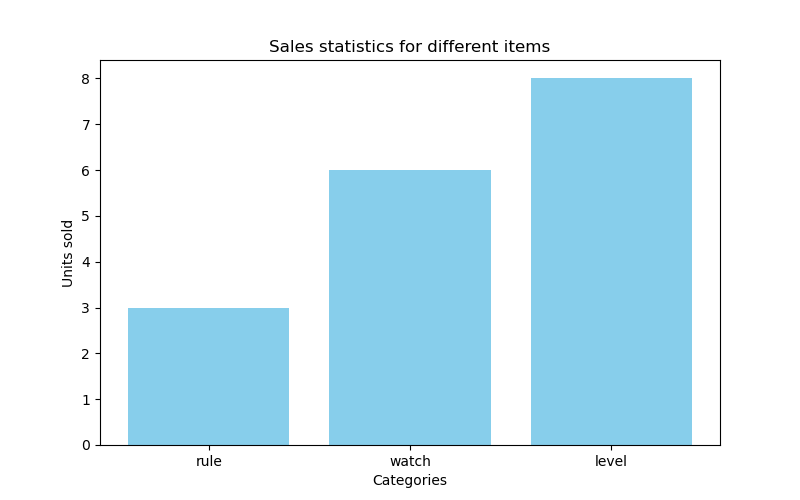 Sales statistics for different items
8
7
6
5
4
3
2
1
0
Units sold
rule watch level
Categories